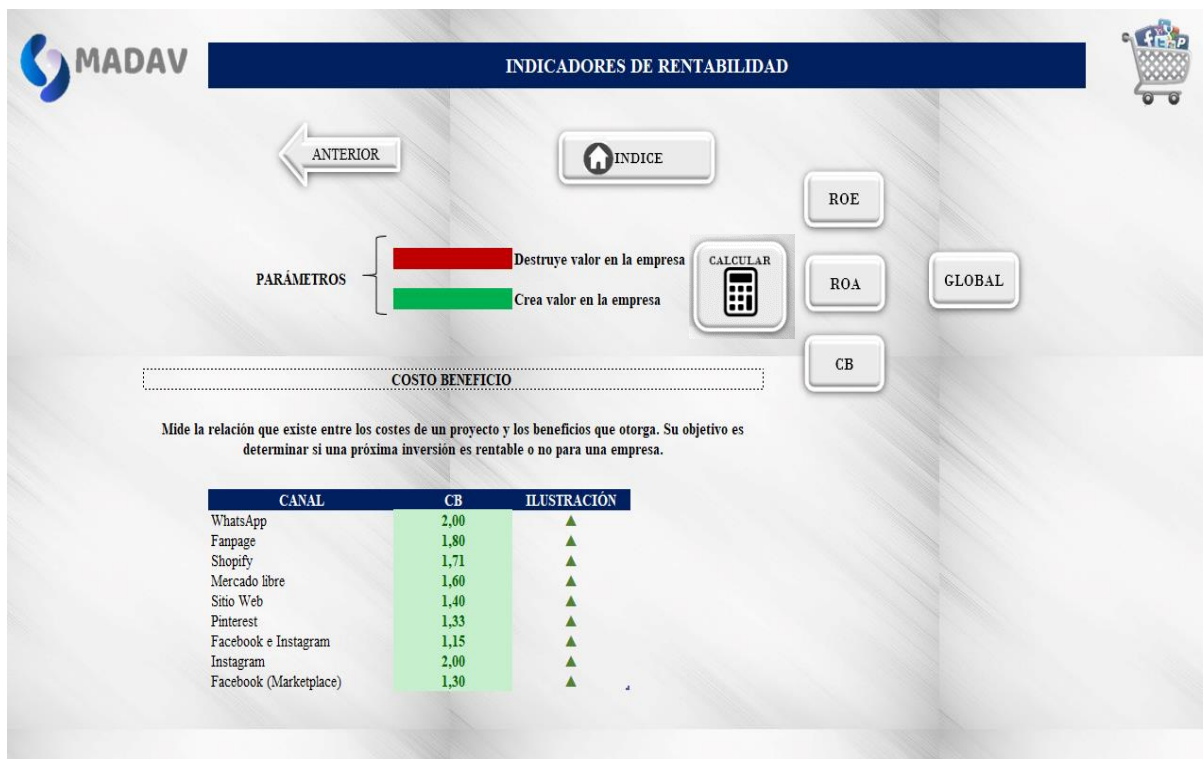 MADAV
INDICADORES DE RENTABILIDAD
ANTERIOR
INDICE
ROE
PARÁMETROS
Destruye valor en la empresa
Crea valor en la empresa
CALCULAR
ROA
GLOBAL
CB
COSTO BENEFICIO
Mide la relación que existe entre los costes de un proyecto y los beneficios que otorga. Su objetivo es
determinar si una próxima inversión es rentable o no para una empresa.
CANAL CB ILUSTRACIÓN
WhatsApp 2,00 ▲
Fanpage 1,80 ▲
Shopify 1,71 ▲
Mercado libre 1,60 ▲
Sitio Web 1,40 ▲
Pinterest 1,33 ▲
Facebook e Instagram 1,15 ▲
Instagram 2,00 ▲
Facebook (Marketplace) 1,30 ▲